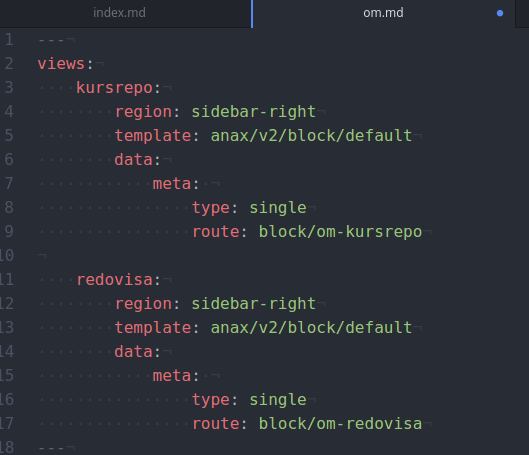 index.md om.md
1 ---
2 views:
3     kursrepo:
4         region: sidebar-right
5         template: anax/v2/block/default
6         data:
7             meta:
8                 type: single
9                 route: block/om-kursrepo
10
11     redovisa:
12         region: sidebar-right
13         template: anax/v2/block/default
14         data:
15             meta:
16                 type: single
17                 route: block/om-redovisa
18 ---